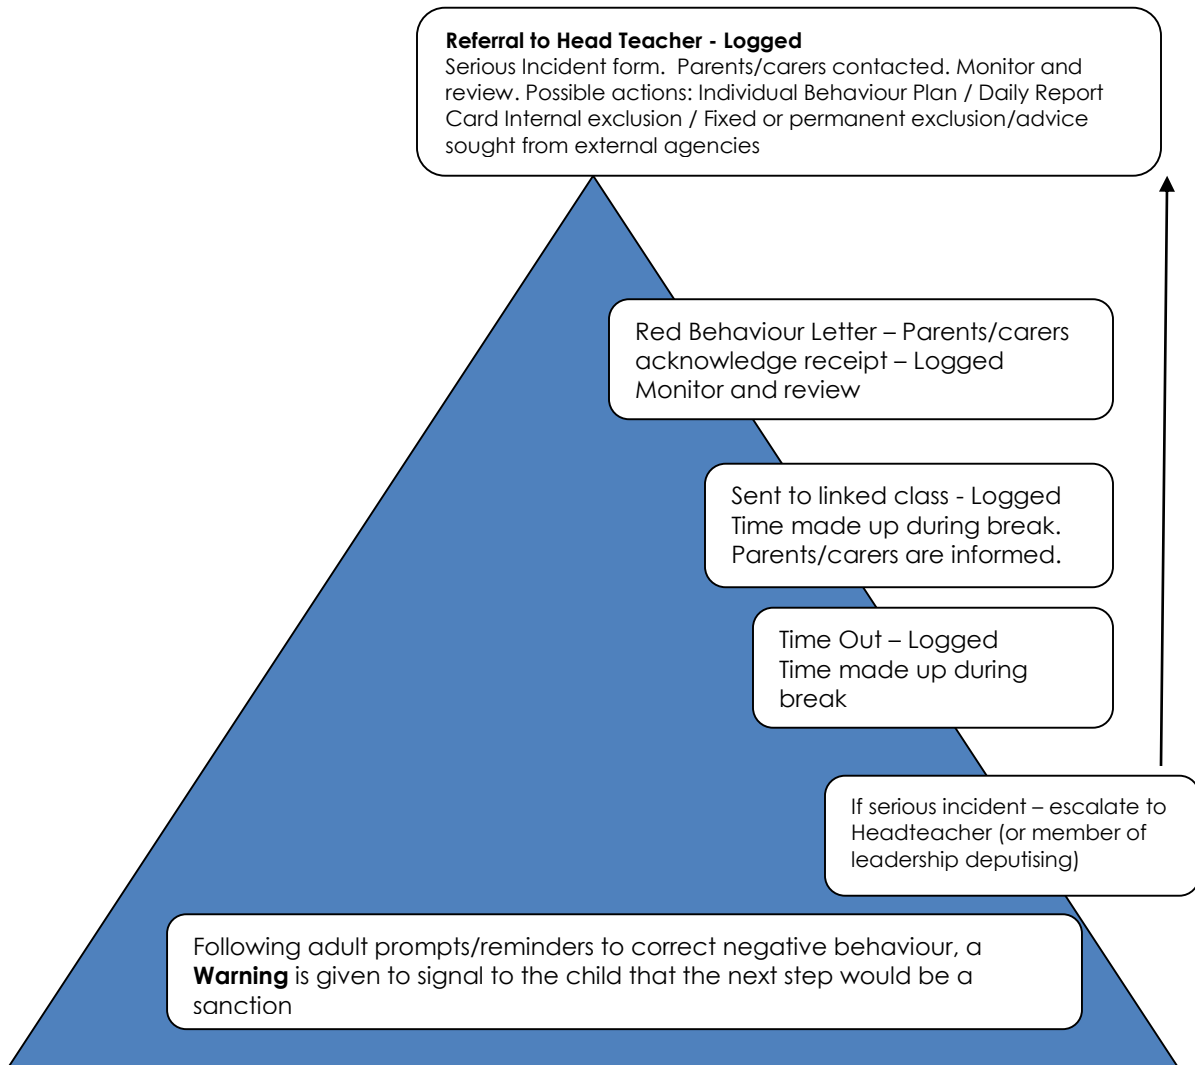 Referral to Head Teacher - Logged
Serious Incident form.  Parents/carers contacted. Monitor and
review. Possible actions: Individual Behaviour Plan / Daily Report
Card Internal exclusion / Fixed or permanent exclusion/advice
sought from external agencies
Red Behaviour Letter – Parents/carers
acknowledge receipt – Logged
Monitor and review
Sent to linked class - Logged
Time made up during break.
Parents/carers are informed.
Time Out – Logged
Time made up during
break
If serious incident – escalate to
Headteacher (or member of
leadership deputising)
Following adult prompts/reminders to correct negative behaviour, a
Warning is given to signal to the child that the next step would be a
sanction